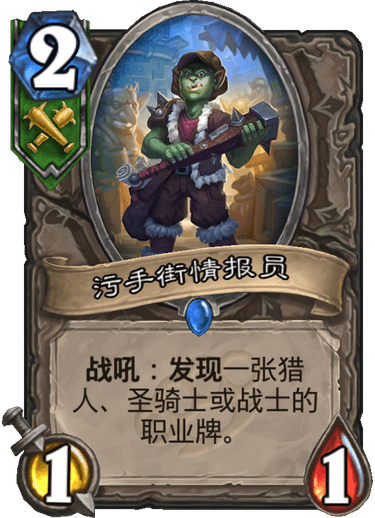 2
污手街情报员
战吼：发现一张猎
人、圣骑士或战士的
职业牌。
1
1